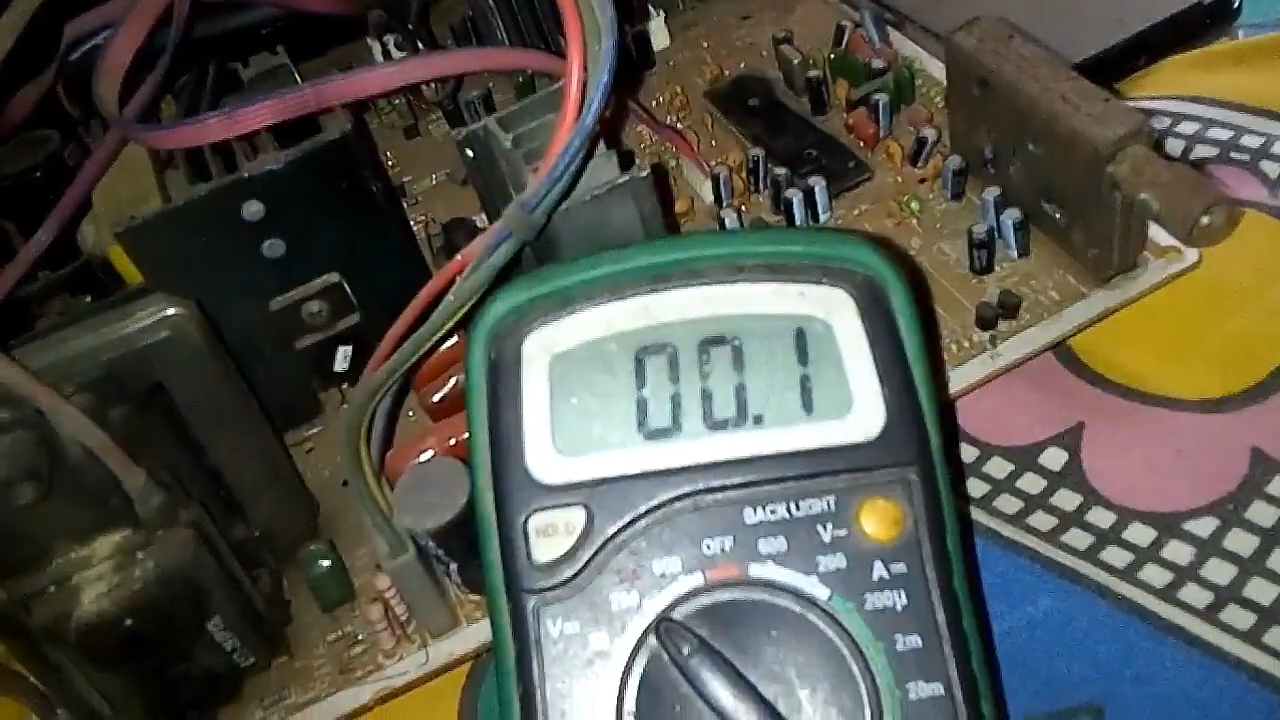 00.1
HOLD
BACK LIGHT
OFF
600
600
V~
200
200
A⎓
200µ
V⎓
2m
20m